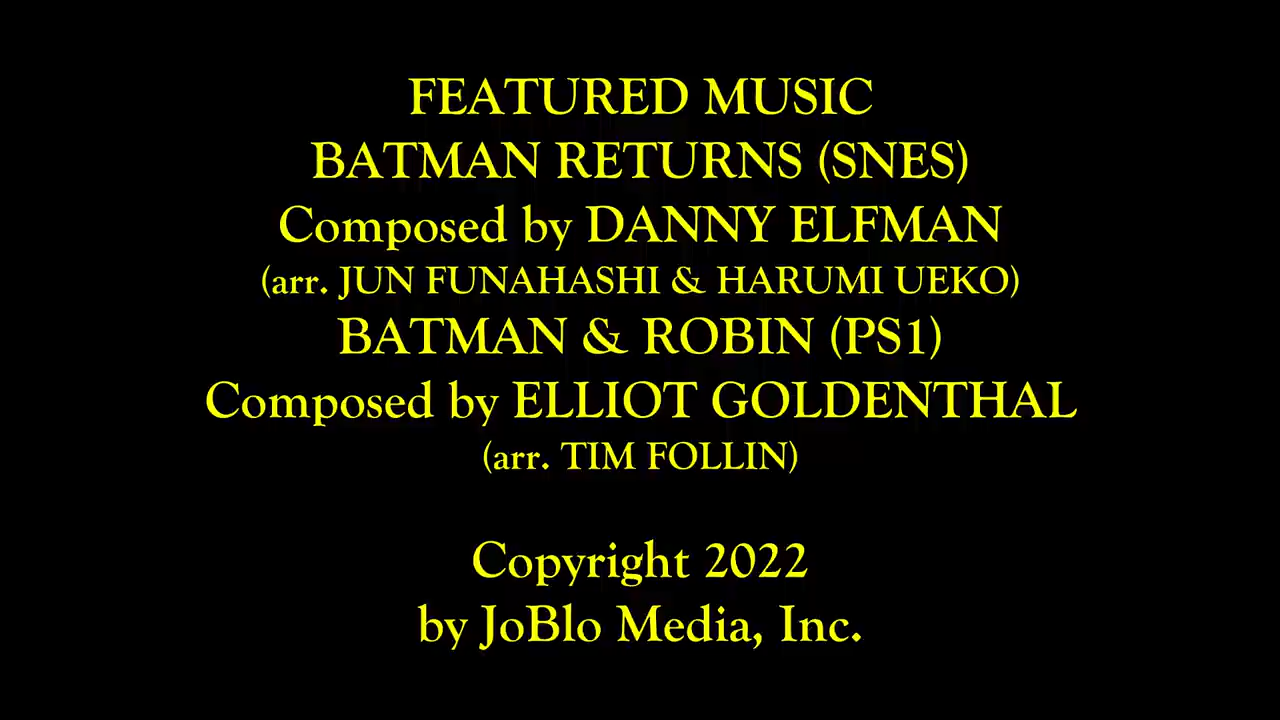 FEATURED MUSIC
BATMAN RETURNS (SNES)
Composed by DANNY ELFMAN
(arr. JUN FUNAHASHI & HARUMI UEKO)
BATMAN & ROBIN (PS1)
Composed by ELLIOT GOLDENTHAL
(arr. TIM FOLLIN)
Copyright 2022
by JoBlo Media, Inc.